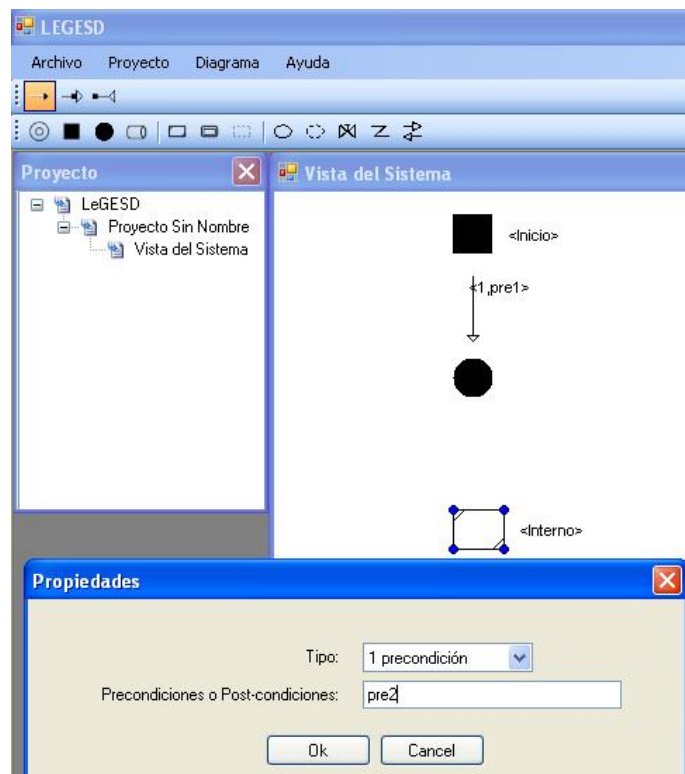 LEGESD
Archivo Proyecto Diagrama Ayuda
Proyecto
LeGESD
Proyecto Sin Nombre
Vista del Sistema
Vista del Sistema
<Inicio>
<1,pre1>
<Interno>
Propiedades
Tipo: 1 precondición
Precondiciones o Post-condiciones: pre2
Ok Cancel